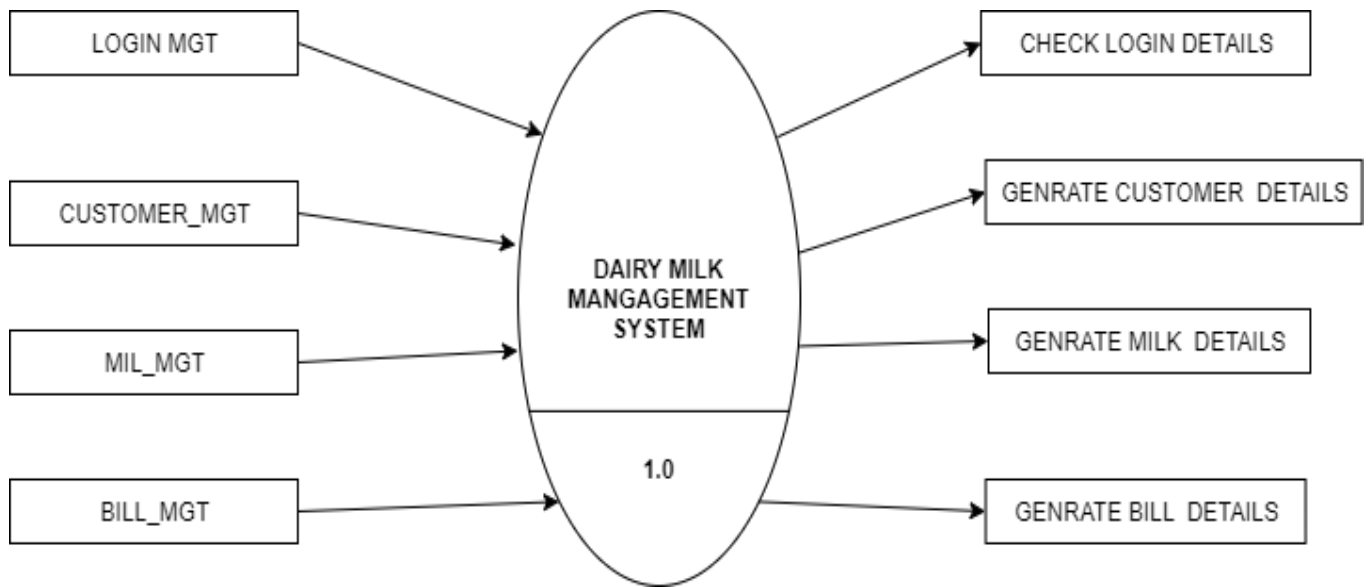 LOGIN MGT
CUSTOMER_MGT
MIL_MGT
BILL_MGT
DAIRY MILK
MANGAGEMENT
SYSTEM
1.0
CHECK LOGIN DETAILS
GENRATE CUSTOMER  DETAILS
GENRATE MILK  DETAILS
GENRATE BILL  DETAILS